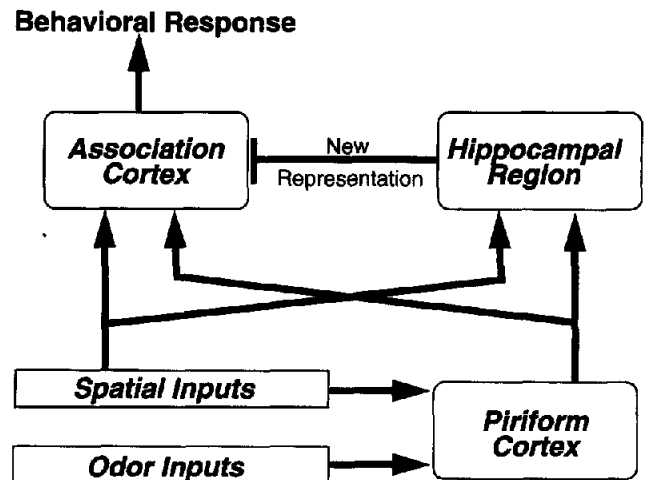 Behavioral Response
Association
Cortex
New
Representation
Hippocampal
Region
Spatial Inputs
Piriform
Cortex
Odor Inputs